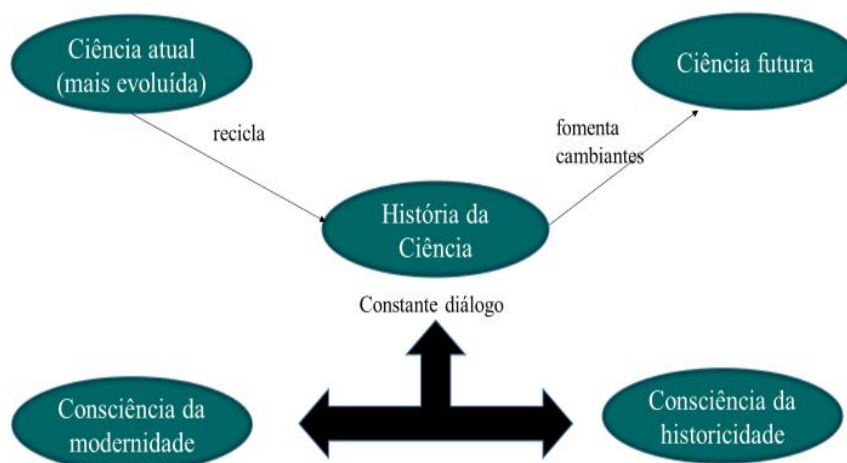 Ciência atual
(mais evoluída)
Ciência futura
recicla
fomenta
cambiantes
História da
Ciência
Constante diálogo
Consciência da
modernidade
Consciência da
historicidade